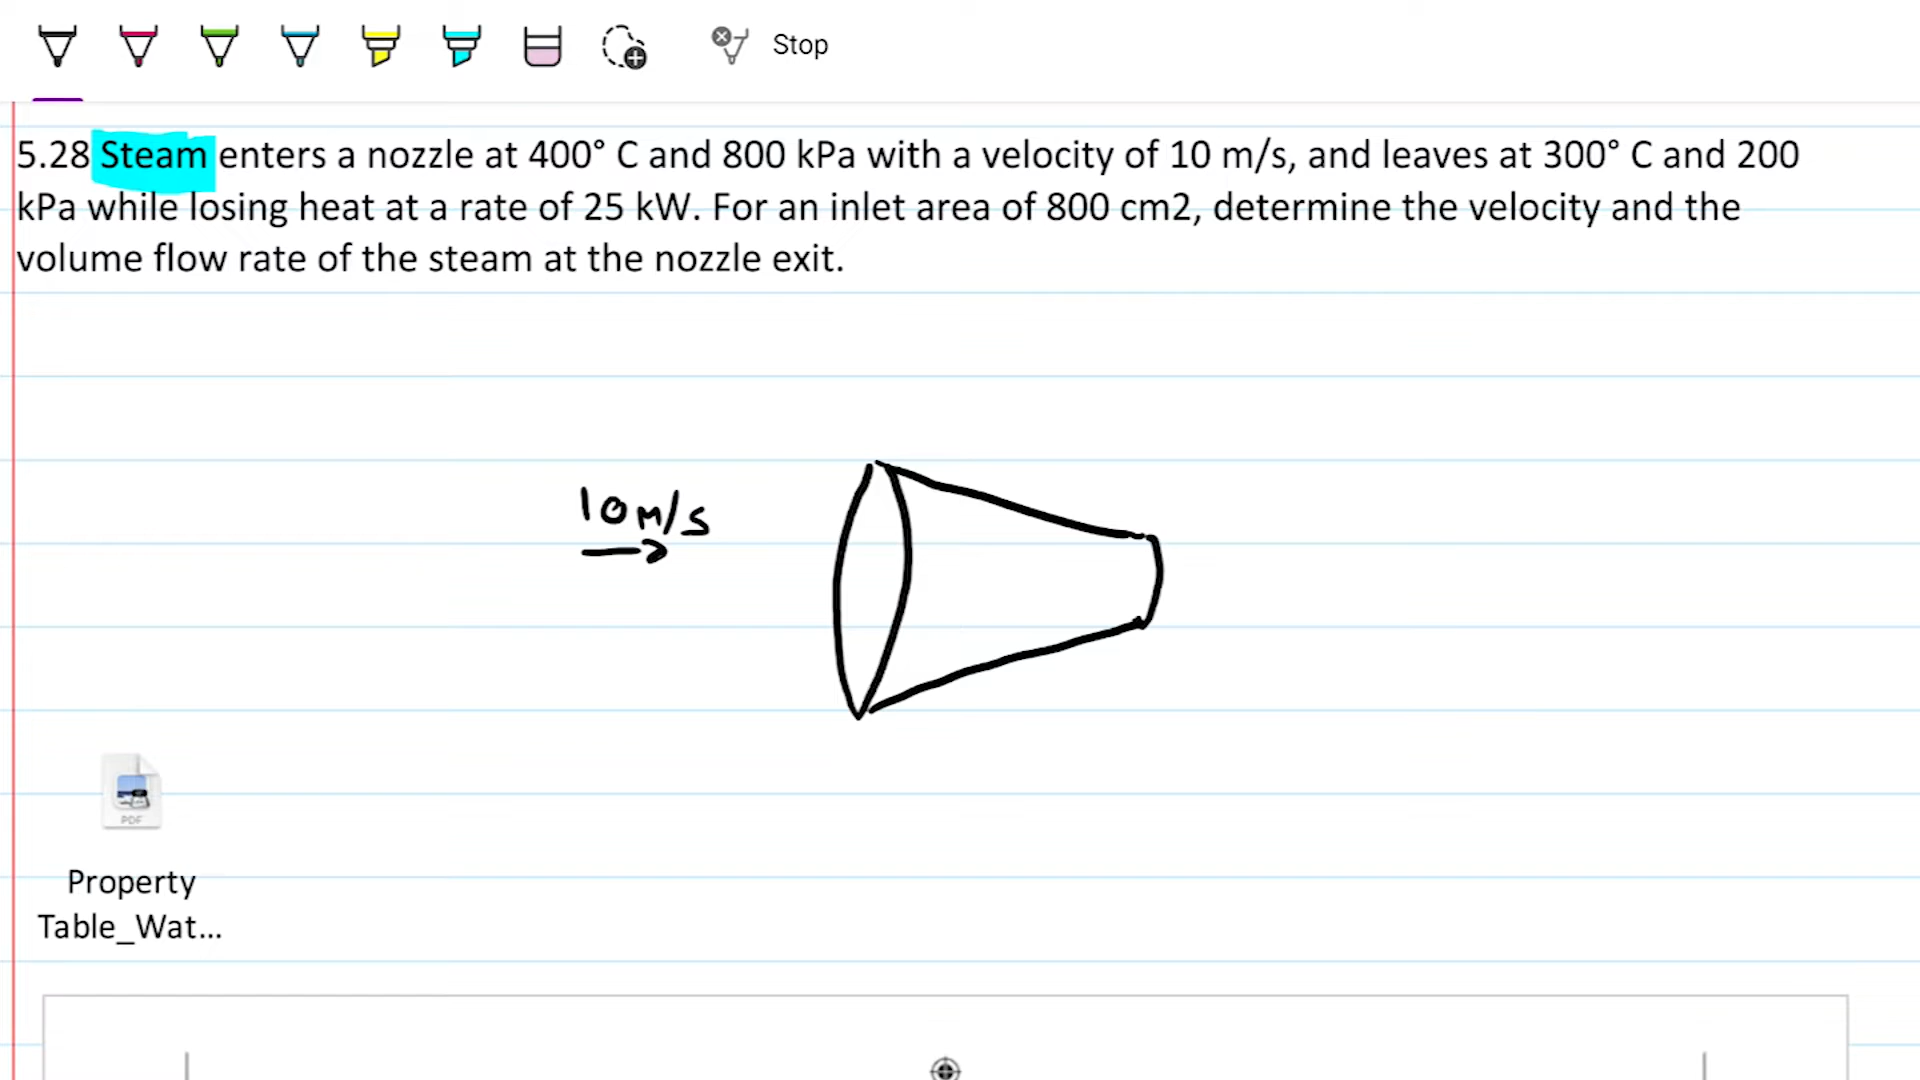 Stop
5.28 Steam enters a nozzle at 400° C and 800 kPa with a velocity of 10 m/s, and leaves at 300° C and 200
kPa while losing heat at a rate of 25 kW. For an inlet area of 800 cm2, determine the velocity and the
volume flow rate of the steam at the nozzle exit.
10 m/s
PDF
Property
Table_Wat...